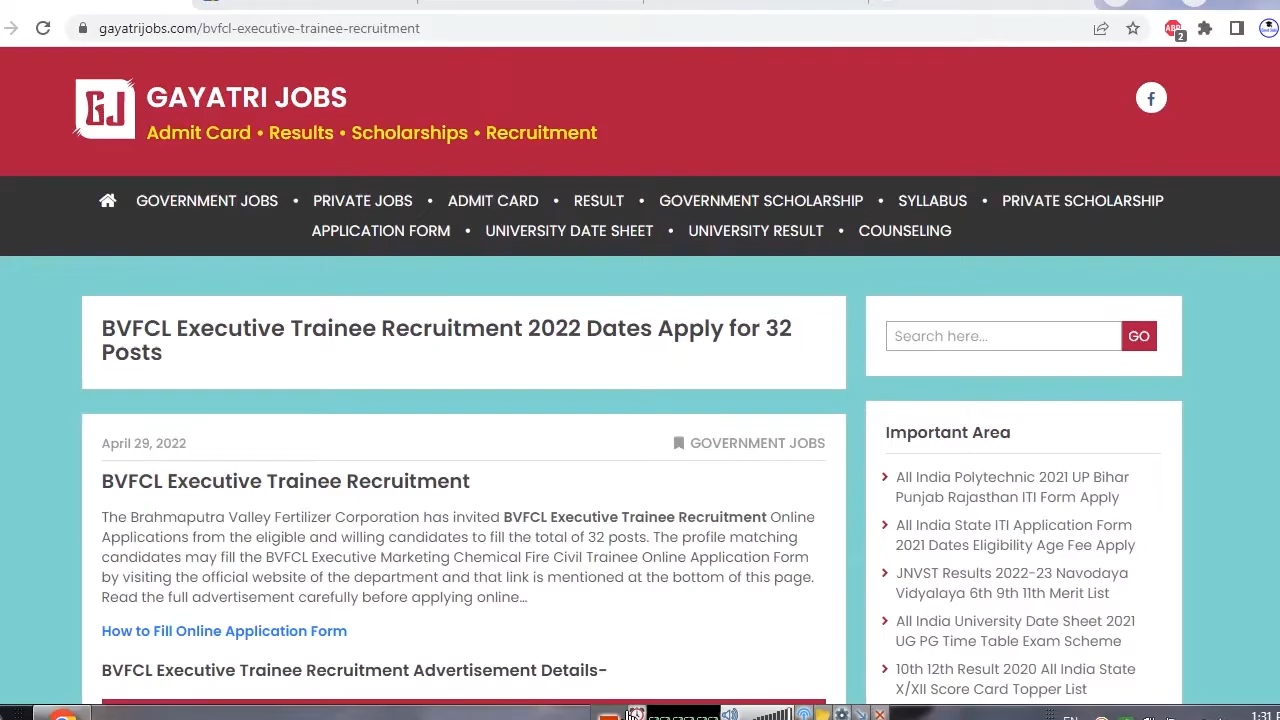 gayatrijobs.com/bvfcl-executive-trainee-recruitment
ABP
2
GJ
GAYATRI JOBS
Admit Card • Results • Scholarships • Recruitment
GOVERNMENT JOBS • PRIVATE JOBS • ADMIT CARD • RESULT • GOVERNMENT SCHOLARSHIP • SYLLABUS • PRIVATE SCHOLARSHIP
APPLICATION FORM • UNIVERSITY DATE SHEET • UNIVERSITY RESULT • COUNSELING
BVFCL Executive Trainee Recruitment 2022 Dates Apply for 32
Posts
April 29, 2022
GOVERNMENT JOBS
BVFCL Executive Trainee Recruitment
The Brahmaputra Valley Fertilizer Corporation has invited BVFCL Executive Trainee Recruitment Online
Applications from the eligible and willing candidates to fill the total of 32 posts. The profile matching
candidates may fill the BVFCL Executive Marketing Chemical Fire Civil Trainee Online Application Form
by visiting the official website of the department and that link is mentioned at the bottom of this page.
Read the full advertisement carefully before applying online…
How to Fill Online Application Form
BVFCL Executive Trainee Recruitment Advertisement Details-
Search here...
GO
Important Area
All India Polytechnic 2021 UP Bihar
Punjab Rajasthan ITI Form Apply
All India State ITI Application Form
2021 Dates Eligibility Age Fee Apply
JNVST Results 2022-23 Navodaya
Vidyalaya 6th 9th 11th Merit List
All India University Date Sheet 2021
UG PG Time Table Exam Scheme
10th 12th Result 2020 All India State
X/XII Score Card Topper List
EN
1:31